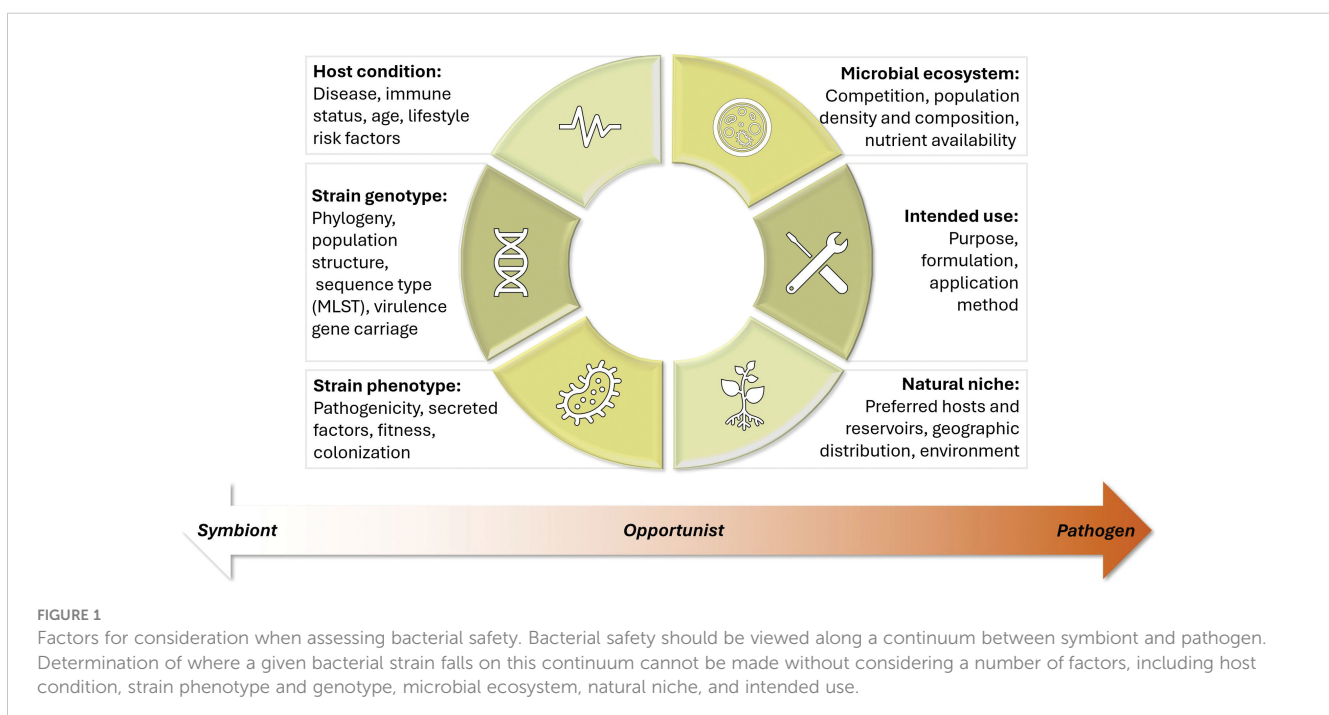 Host condition:
Disease, immune
status, age, lifestyle
risk factors
Microbial ecosystem:
Competition, population
density and composition,
nutrient availability
Strain genotype:
Phylogeny,
population
structure,
sequence type
(MLST), virulence
gene carriage
Intended use:
Purpose,
formulation,
application
method
Strain phenotype:
Pathogenicity, secreted
factors, fitness,
colonization
Natural niche:
Preferred hosts and
reservoirs, geographic
distribution, environment
Symbiont
Opportunist
Pathogen
FIGURE 1
Factors for consideration when assessing bacterial safety. Bacterial safety should be viewed along a continuum between symbiont and pathogen.
Determination of where a given bacterial strain falls on this continuum cannot be made without considering a number of factors, including host
condition, strain phenotype and genotype, microbial ecosystem, natural niche, and intended use.